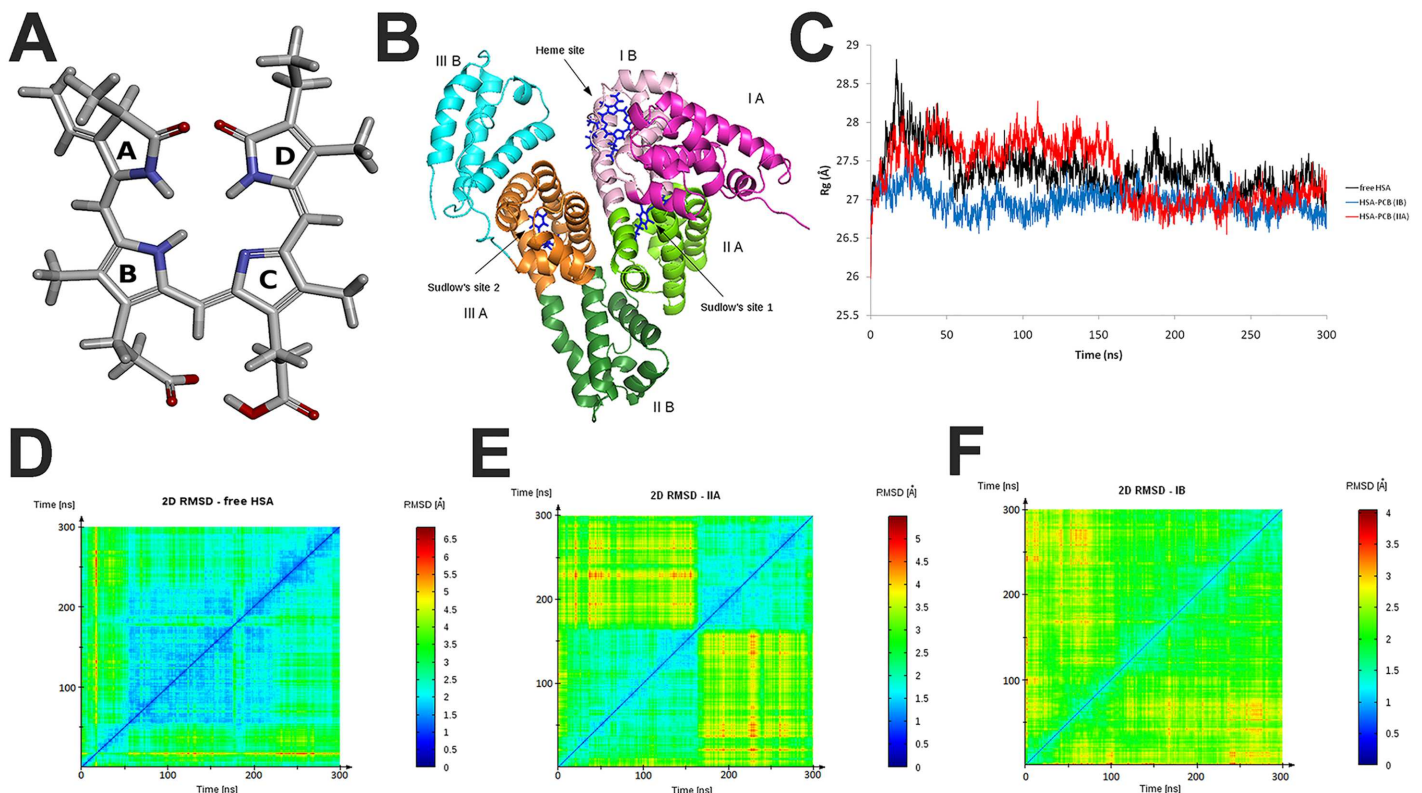 A
A
D
B
C
B
Heme site
I B
III B
I A
II A
Sudlow's site 2
Sudlow's site 1
III A
II B
C
29
28.5
28
27.5
27
26.5
26
25.5
Rg (Å)
0
50
100
150
200
250
300
Time (ns)
free HSA
HSA-PCB (IB)
HSA-PCB (IIA)
D
Time [ns]
2D RMSD - free HSA
RMSD [Å]
300
200
100
0
100
200
300
Time [ns]
6.5
6
5.5
5
4.5
4
3.5
3
2.5
2
1.5
1
0.5
0
E
Time [ns]
2D RMSD - IIA
RMSD [Å]
300
200
100
0
100
200
300
Time [ns]
5
4.5
4
3.5
3
2.5
2
1.5
1
0.5
0
F
Time [ns]
2D RMSD - IB
RMSD [Å]
300
200
100
0
0
100
200
300
Time [ns]
4
3.5
3
2.5
2
1.5
1
0.5
0